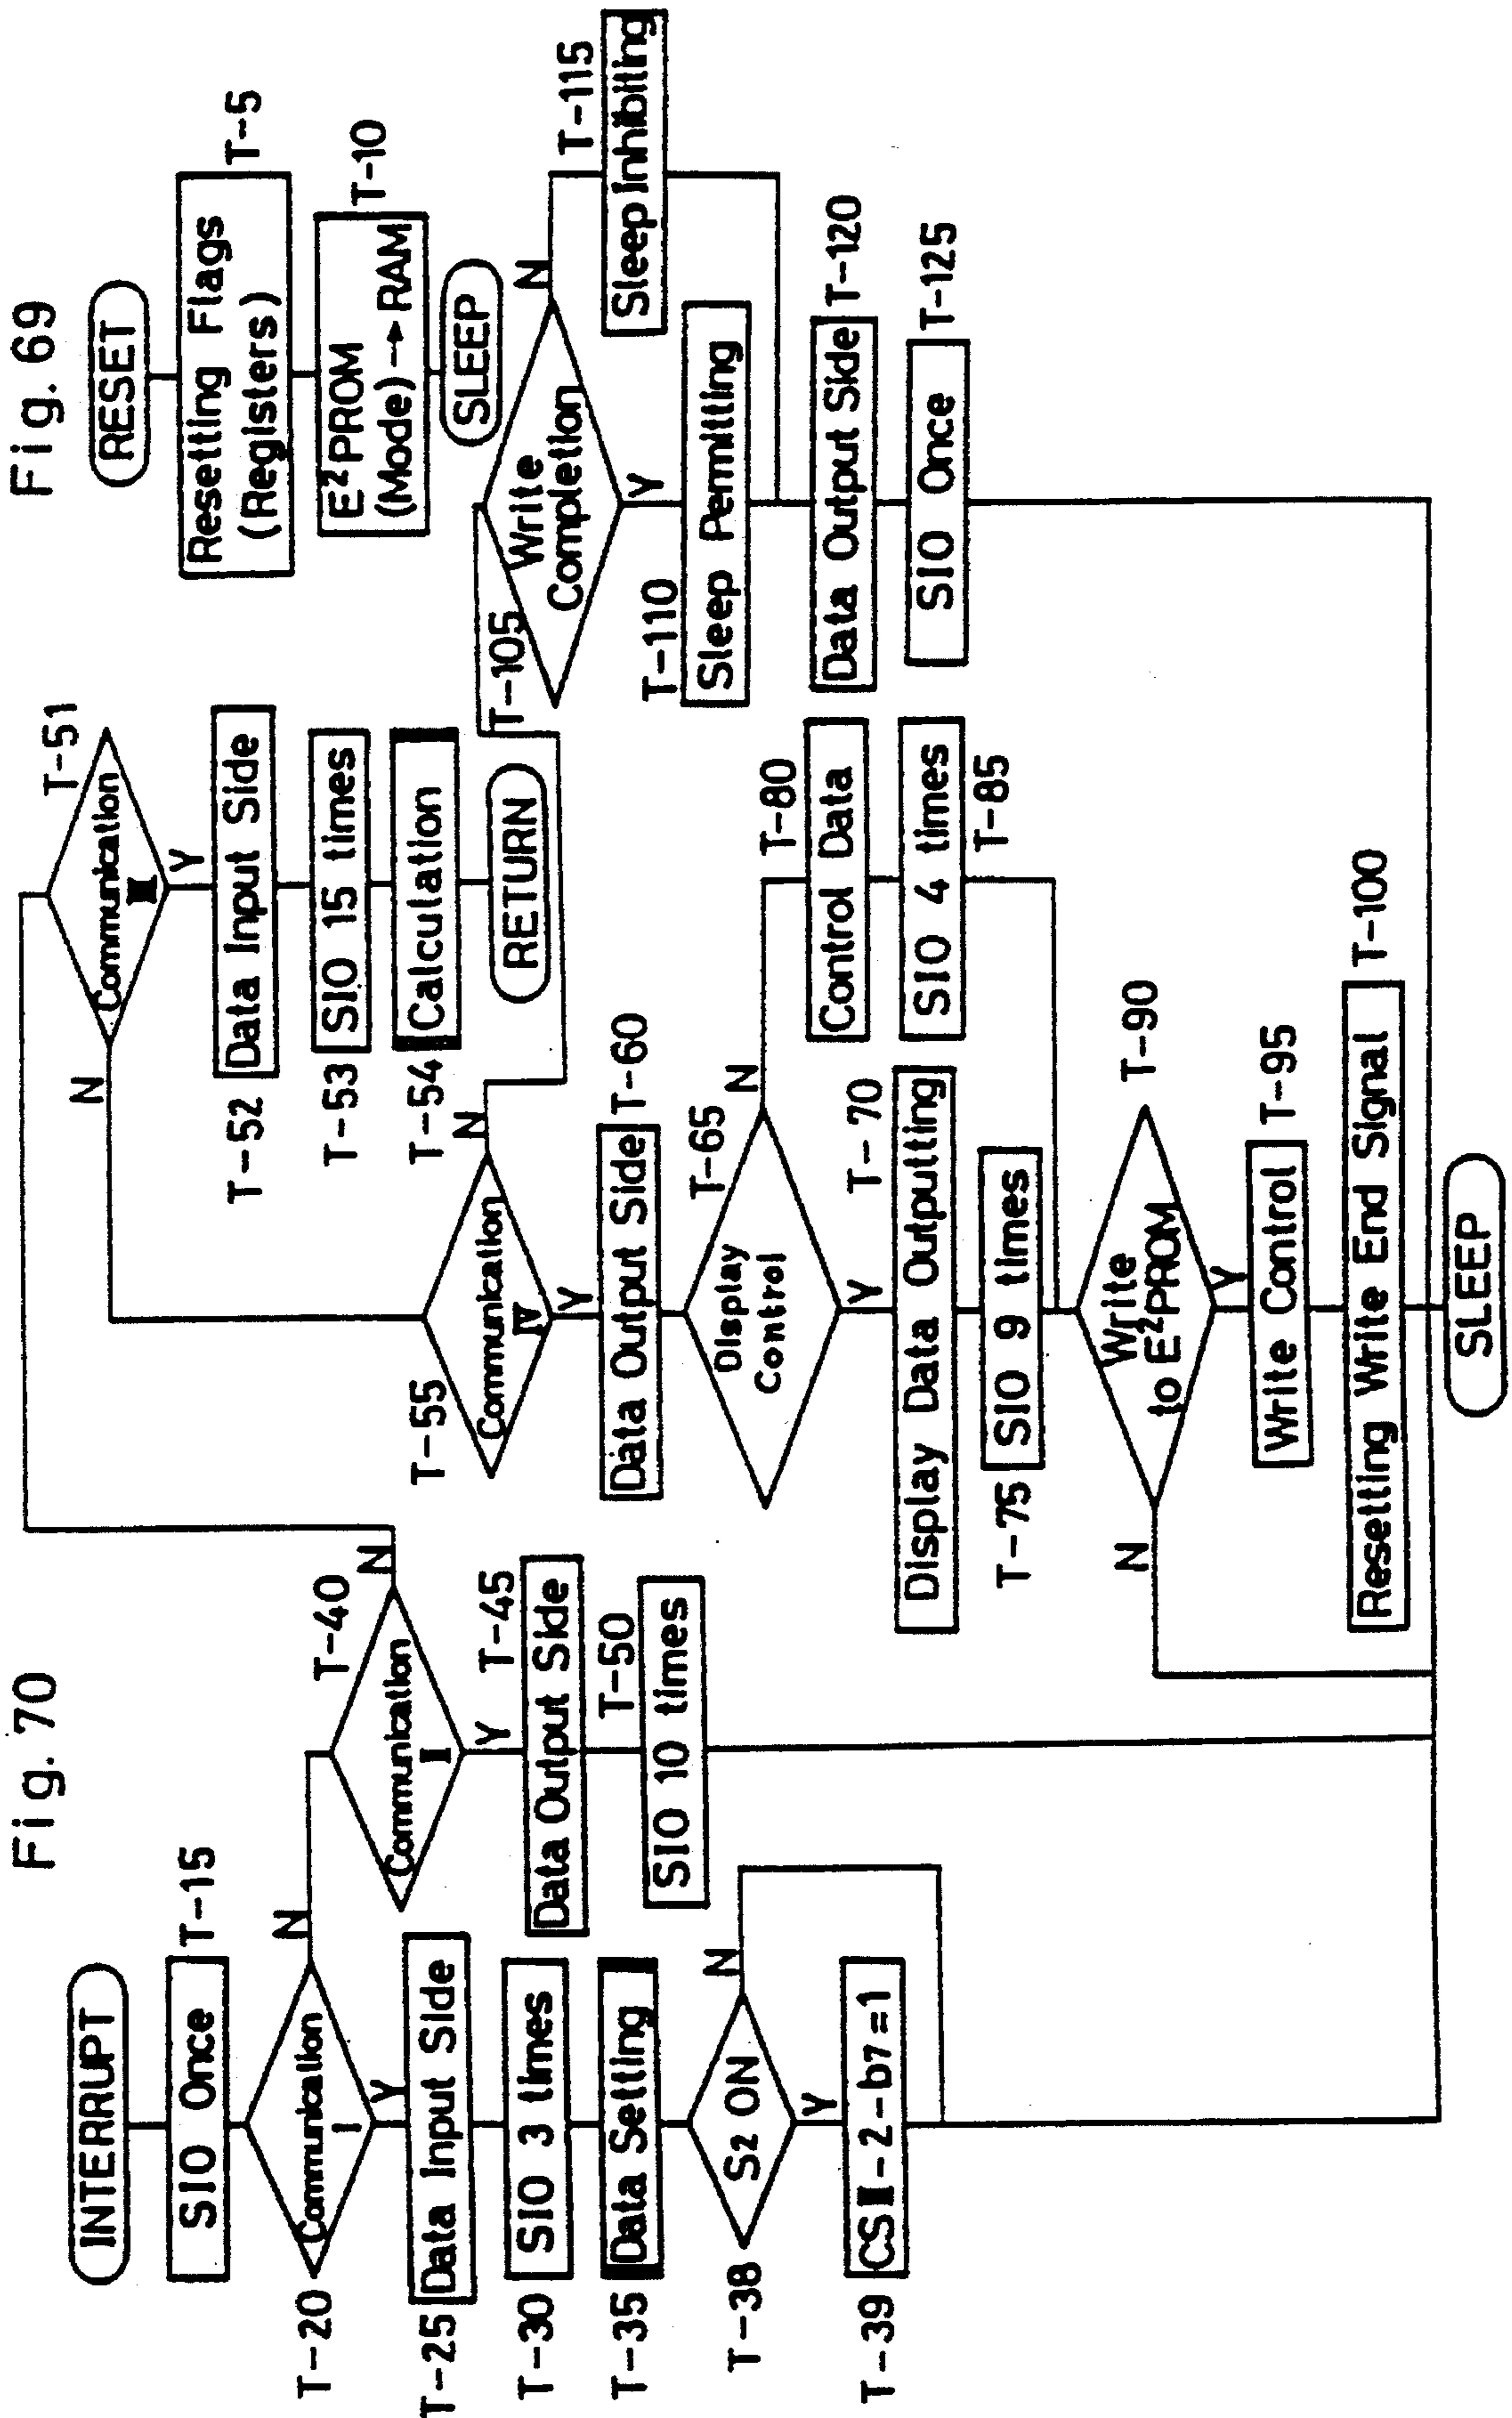 Fig. 69
RESET
Resetting Flags
(Registers)
T-5
E²PROM
(Mode)→RAM
T-10
SLEEP
Fig. 70
INTERRUPT
SIO Once
T-15
Communication
I
T-20
N
Y
T-25
Data Input Side
T-30
SIO 3 times
T-35
Data Setting
T-38
S2 ON
N
Y
T-39
CSⅢ-2-b7=1
T-40
Communication
II
N
Y
T-45
Data Output Side
T-50
SIO 10 times
T-51
Communication
III
N
Y
T-52
Data Input Side
T-53
SIO 15 times
T-54
Calculation
RETURN
T-55
Communication
IV
N
Y
Data Output Side
T-60
T-65
Display
Control
N
Y
T-70
Display Data Outputting
T-75
SIO 9 times
T-80
Control Data
SIO 4 times
T-85
T-90
Write
to E²PROM
N
Y
Write Control
T-95
Resetting Write End Signal
T-100
T-105
Write
Completion
N
Y
T-110
Sleep Permitting
T-115
Sleep Inhibiting
Data Output Side
T-120
SIO Once
T-125
SLEEP